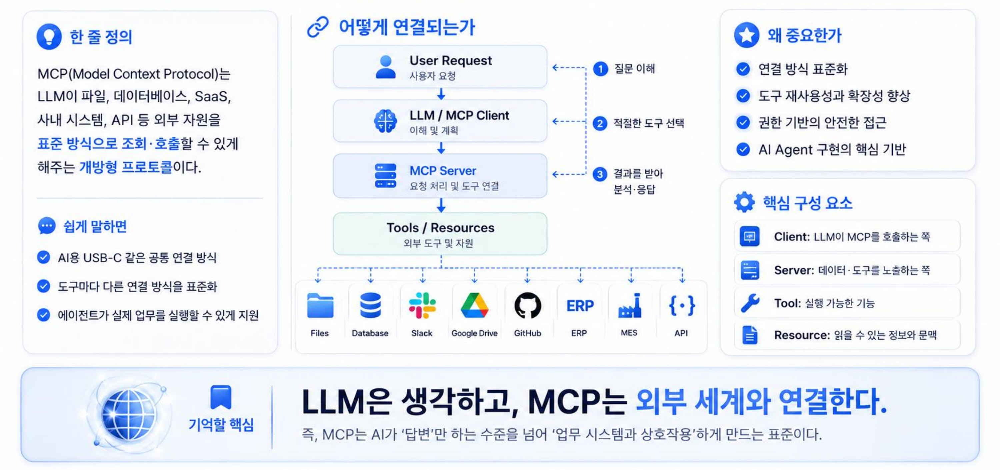 한 줄 정의
MCP(Model Context Protocol)는
LLM이 파일, 데이터베이스, SaaS,
사내 시스템, API 등 외부 자원을
표준 방식으로 조회·호출할 수 있게
해주는 개방형 프로토콜이다.
쉽게 말하면
AI용 USB-C 같은 공통 연결 방식
도구마다 다른 연결 방식을 표준화
에이전트가 실제 업무를 실행할 수 있게 지원
어떻게 연결되는가
User Request
사용자 요청
LLM / MCP Client
이해 및 계획
MCP Server
요청 처리 및 도구 연결
Tools / Resources
외부 도구 및 자원
1 질문 이해
2 적절한 도구 선택
3 결과를 받아
분석·응답
ERP
Files
Database
Slack
Google Drive
GitHub
ERP
MES
API
왜 중요한가
연결 방식 표준화
도구 재사용성과 확장성 향상
권한 기반의 안전한 접근
AI Agent 구현의 핵심 기반
핵심 구성 요소
Client: LLM이 MCP를 호출하는 쪽
Server: 데이터·도구를 노출하는 쪽
Tool: 실행 가능한 기능
Resource: 읽을 수 있는 정보와 문맥
기억할 핵심
LLM은 생각하고, MCP는 외부 세계와 연결한다.
즉, MCP는 AI가 ‘답변’만 하는 수준을 넘어 ‘업무 시스템과 상호작용’하게 만드는 표준이다.